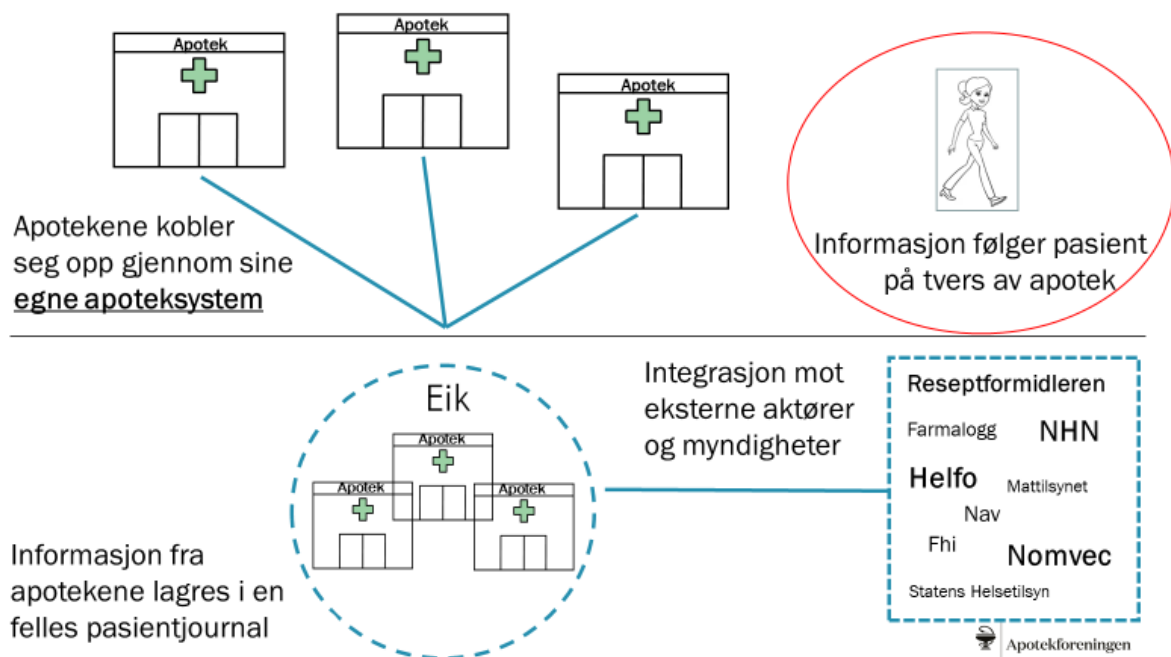 Apotek
Apotek
Apotek
Apotekene kobler
seg opp gjennom sine
egne apoteksystem
Informasjon følger pasient
på tvers av apotek
Eik
Apotek
Apotek
Apotek
Informasjon fra
apotekene lagres i en
felles pasientjournal
Integrasjon mot
eksterne aktører
og myndigheter
Reseptformidleren
Farmalogg
NHN
Helfo
Mattilsynet
Nav
Fhi
Nomvec
Statens Helsetilsyn
Apotekforeningen